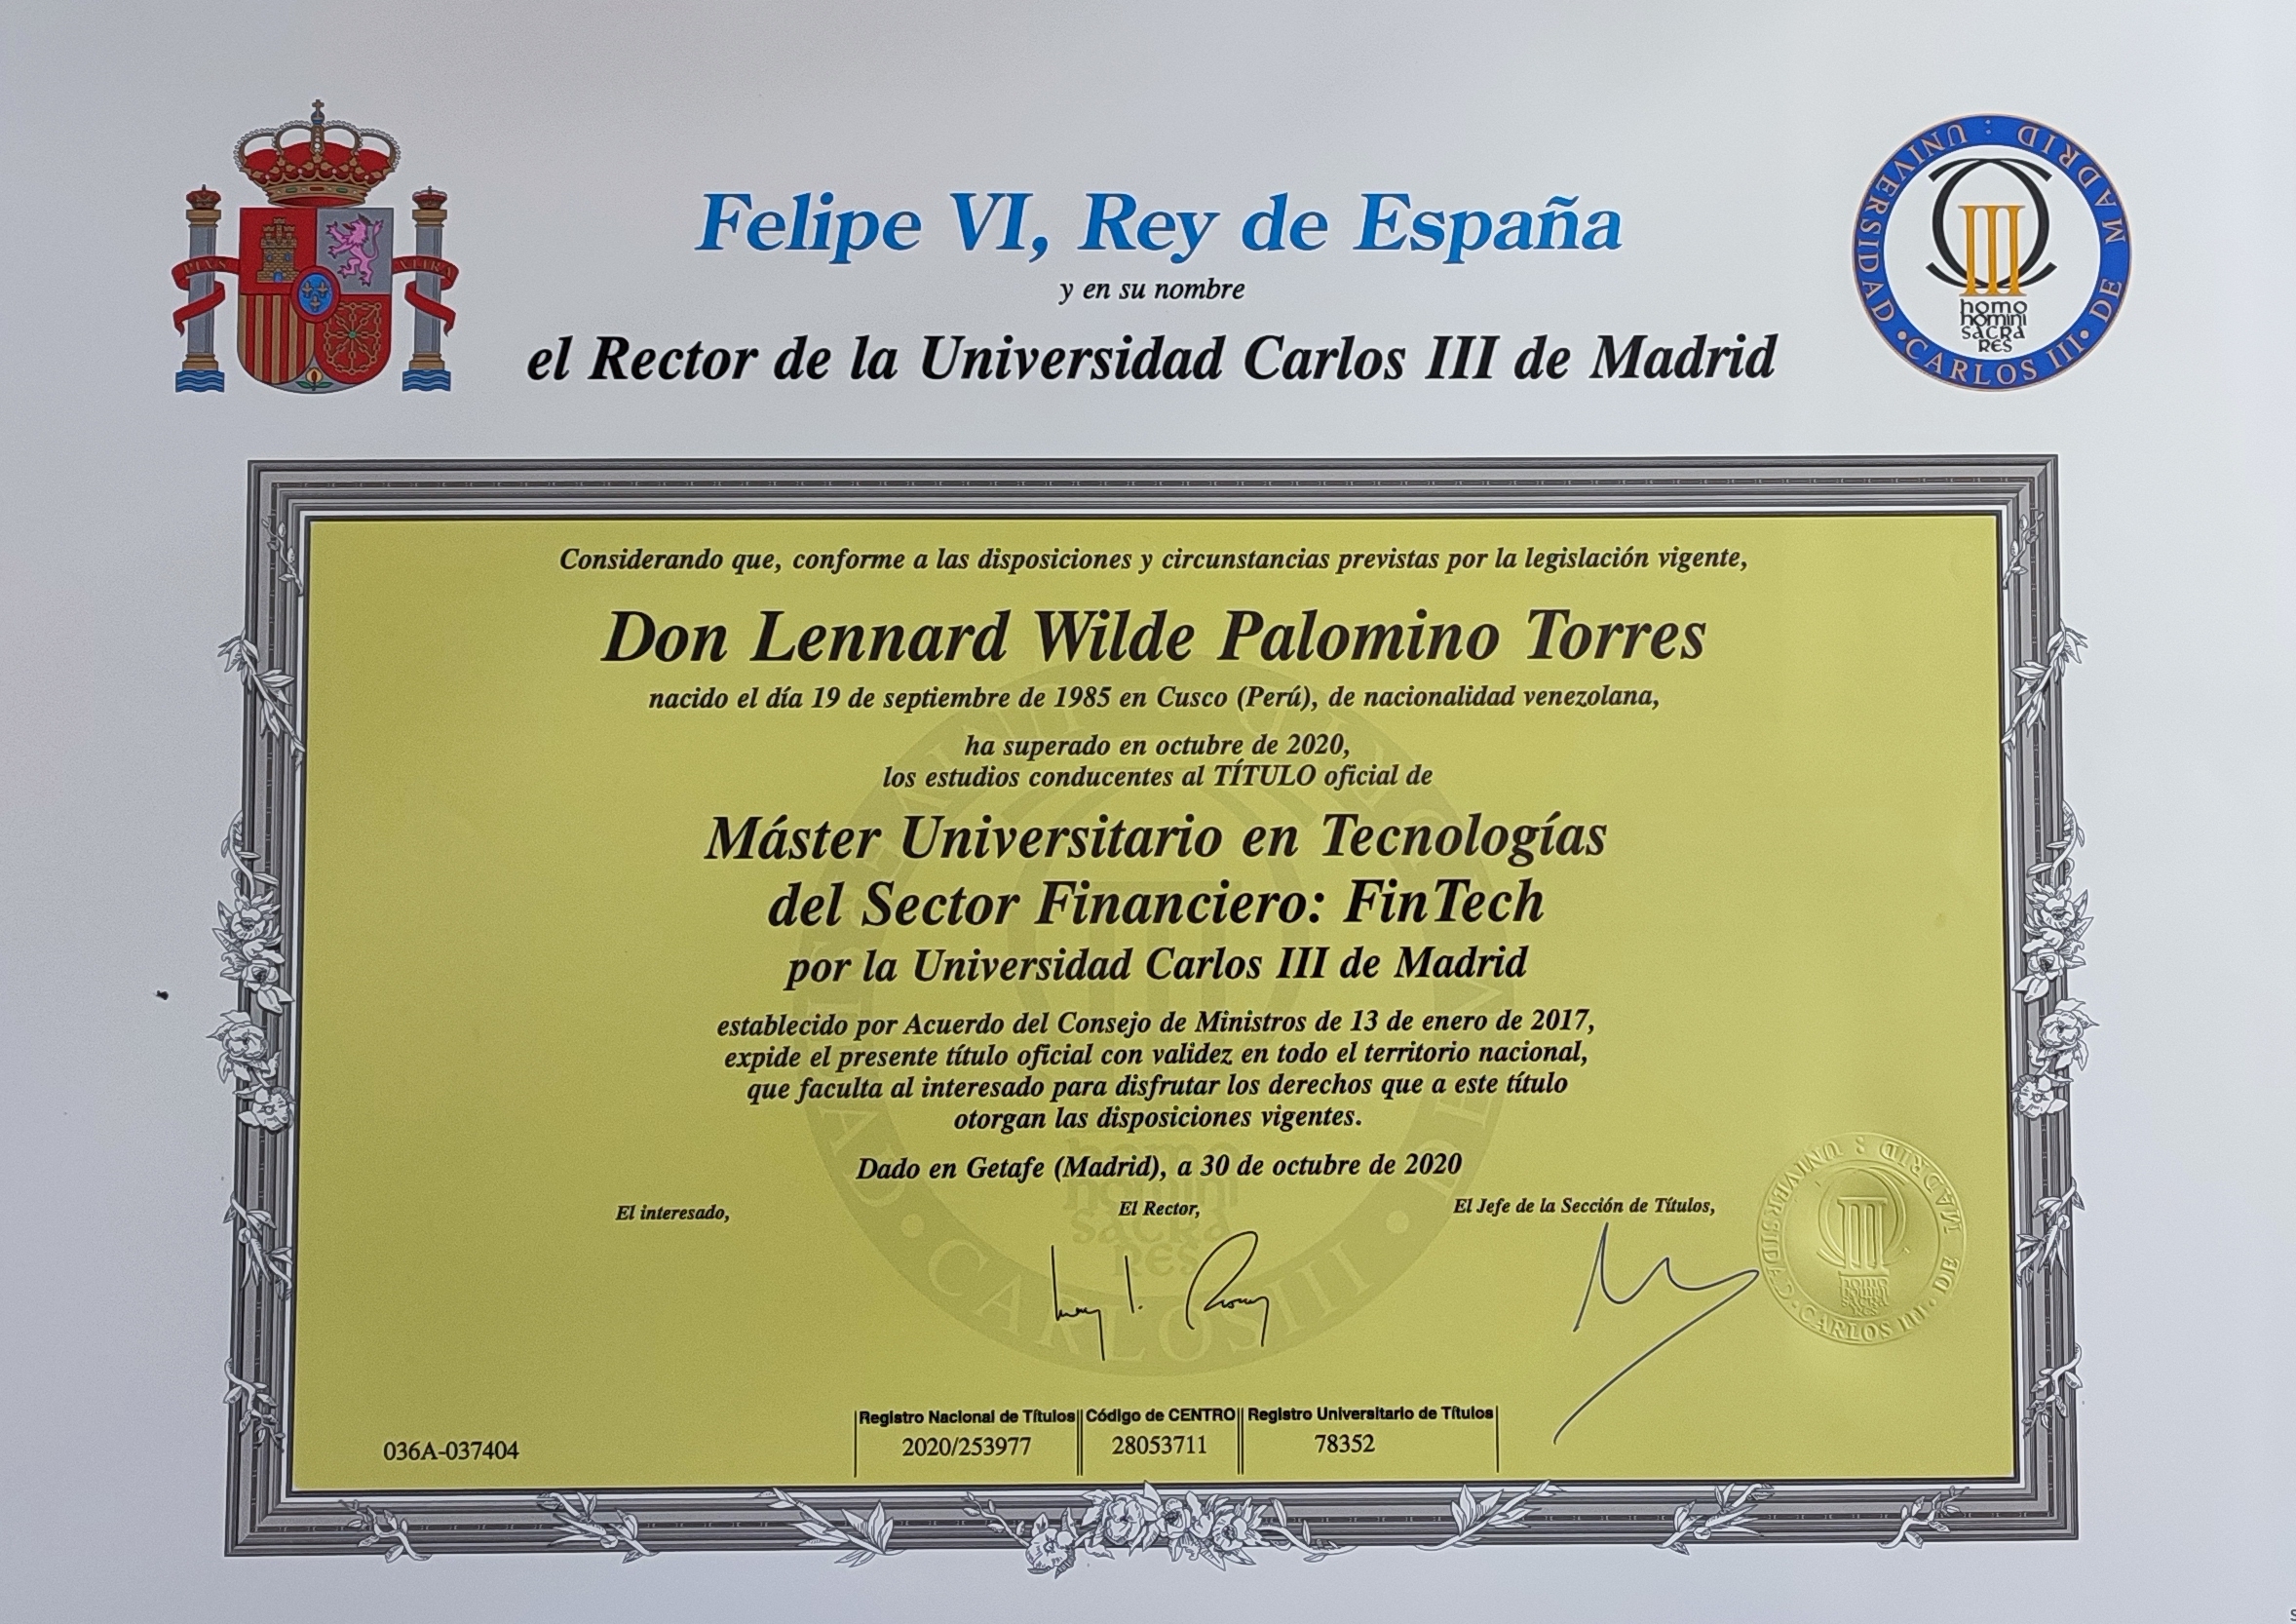 Felipe VI, Rey de España
y en su nombre
el Rector de la Universidad Carlos III de Madrid
PLVS
VLTRA
UNIVERSIDAD • CARLOS III • DE MADRID :
homo
homini
SACRA
RES
Considerando que, conforme a las disposiciones y circunstancias previstas por la legislación vigente,
Don Lennard Wilde Palomino Torres
nacido el día 19 de septiembre de 1985 en Cusco (Perú), de nacionalidad venezolana,
ha superado en octubre de 2020,
los estudios conducentes al TÍTULO oficial de
Máster Universitario en Tecnologías
del Sector Financiero: FinTech
por la Universidad Carlos III de Madrid
establecido por Acuerdo del Consejo de Ministros de 13 de enero de 2017,
expide el presente título oficial con validez en todo el territorio nacional,
que faculta al interesado para disfrutar los derechos que a este título
otorgan las disposiciones vigentes.
Dado en Getafe (Madrid), a 30 de octubre de 2020
El interesado,
El Rector,
El Jefe de la Sección de Títulos,
UNIVERSIDAD • CARLOS III • DE MADRID :
homo
homini
SACRA
RES
Registro Nacional de Títulos
Código de CENTRO
Registro Universitario de Títulos
036A-037404
2020/253977
28053711
78352